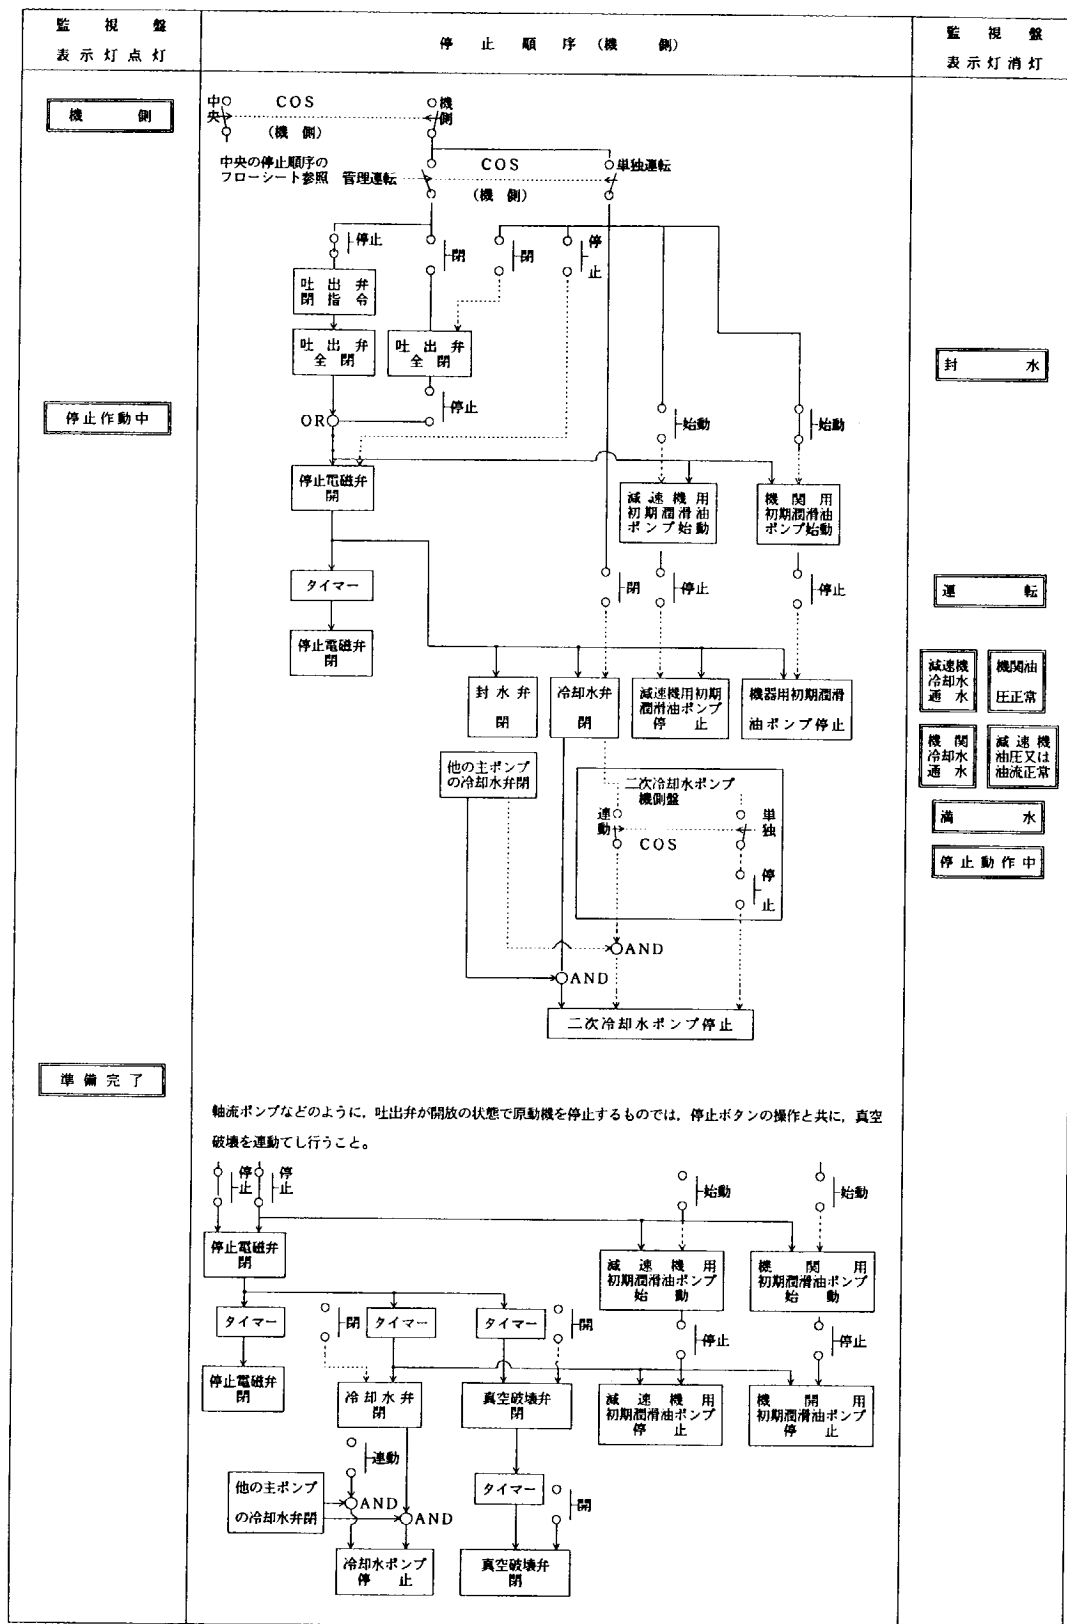 監視盤
表示灯点灯
停止順序(機側)
監視盤
表示灯消灯
機側
中央
COS
(機側)
機側
中央の停止順序の
フローシート参照
管理運転
COS
(機側)
単独運転
停止
閉
閉
停止
吐出弁
閉指令
吐出弁
全閉
吐出弁
全閉
封水
停止作動中
OR
停止
始動
始動
停止電磁弁
開
減速機用
初期潤滑油
ポンプ始動
機関用
初期潤滑油
ポンプ始動
タイマー
閉
停止
停止
運転
停止電磁弁
閉
減速機
冷却水
通水
機関油
圧正常
封水弁
閉
冷却水弁
閉
減速機用初期
潤滑油ポンプ
停止
機器用初期潤滑
油ポンプ停止
機関
冷却水
通水
減速機
油圧又は
油流正常
他の主ポンプ
の冷却水弁閉
二次冷却水ポンプ
機側盤
連動
COS
単独
停止
満水
停止動作中
AND
AND
二次冷却水ポンプ停止
準備完了
軸流ポンプなどのように,吐出弁が開放の状態で原動機を停止するものでは,停止ボタンの操作と共に,真空
破壊を連動てし行うこと。
停止
停止
始動
始動
停止電磁弁
閉
減速機用
初期潤滑油ポンプ
始動
機関用
初期潤滑油ポンプ
始動
タイマー
閉
タイマー
タイマー
開
停止
停止
停止電磁弁
閉
冷却水弁
閉
真空破壊弁
閉
減速機用
初期潤滑油ポンプ
停止
機開用
初期潤滑油ポンプ
停止
連動
他の主ポンプ
の冷却水弁閉
AND
AND
タイマー
開
冷却水ポンプ
停止
真空破壊弁
閉